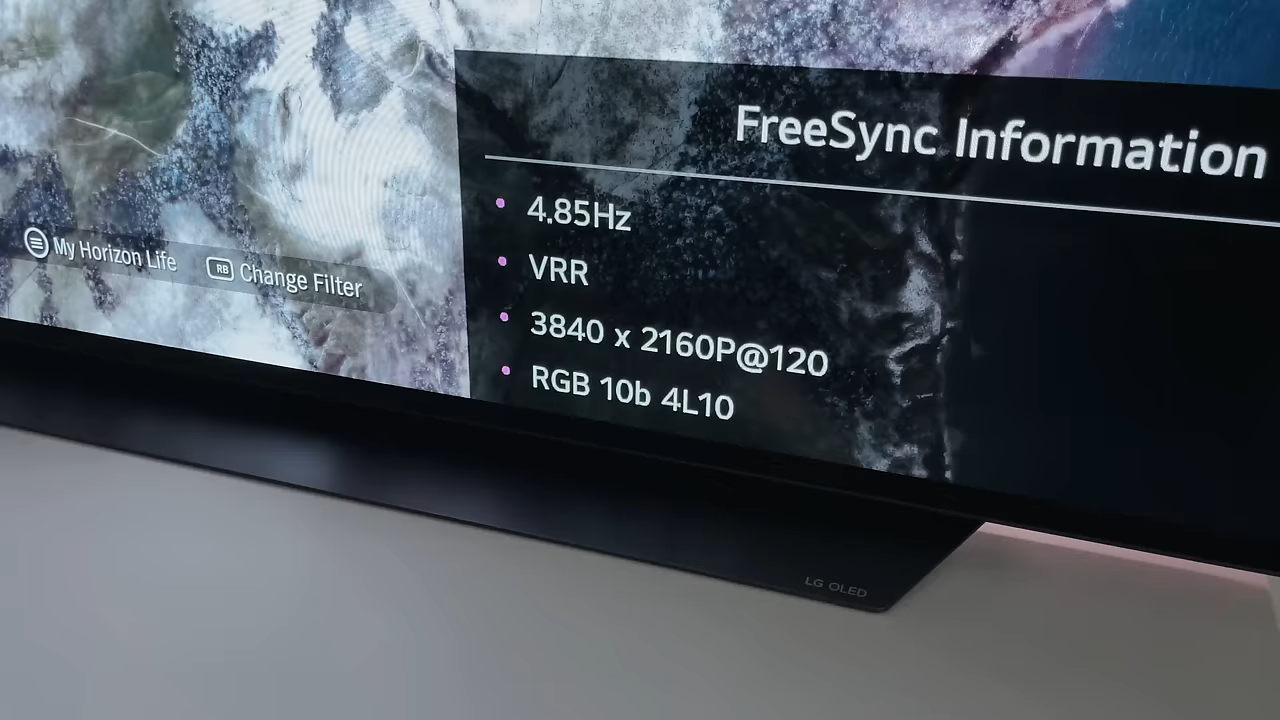 FreeSync Information
4.85Hz
VRR
3840 x 2160P@120
RGB 10b 4L10
My Horizon Life
RB Change Filter
LG OLED